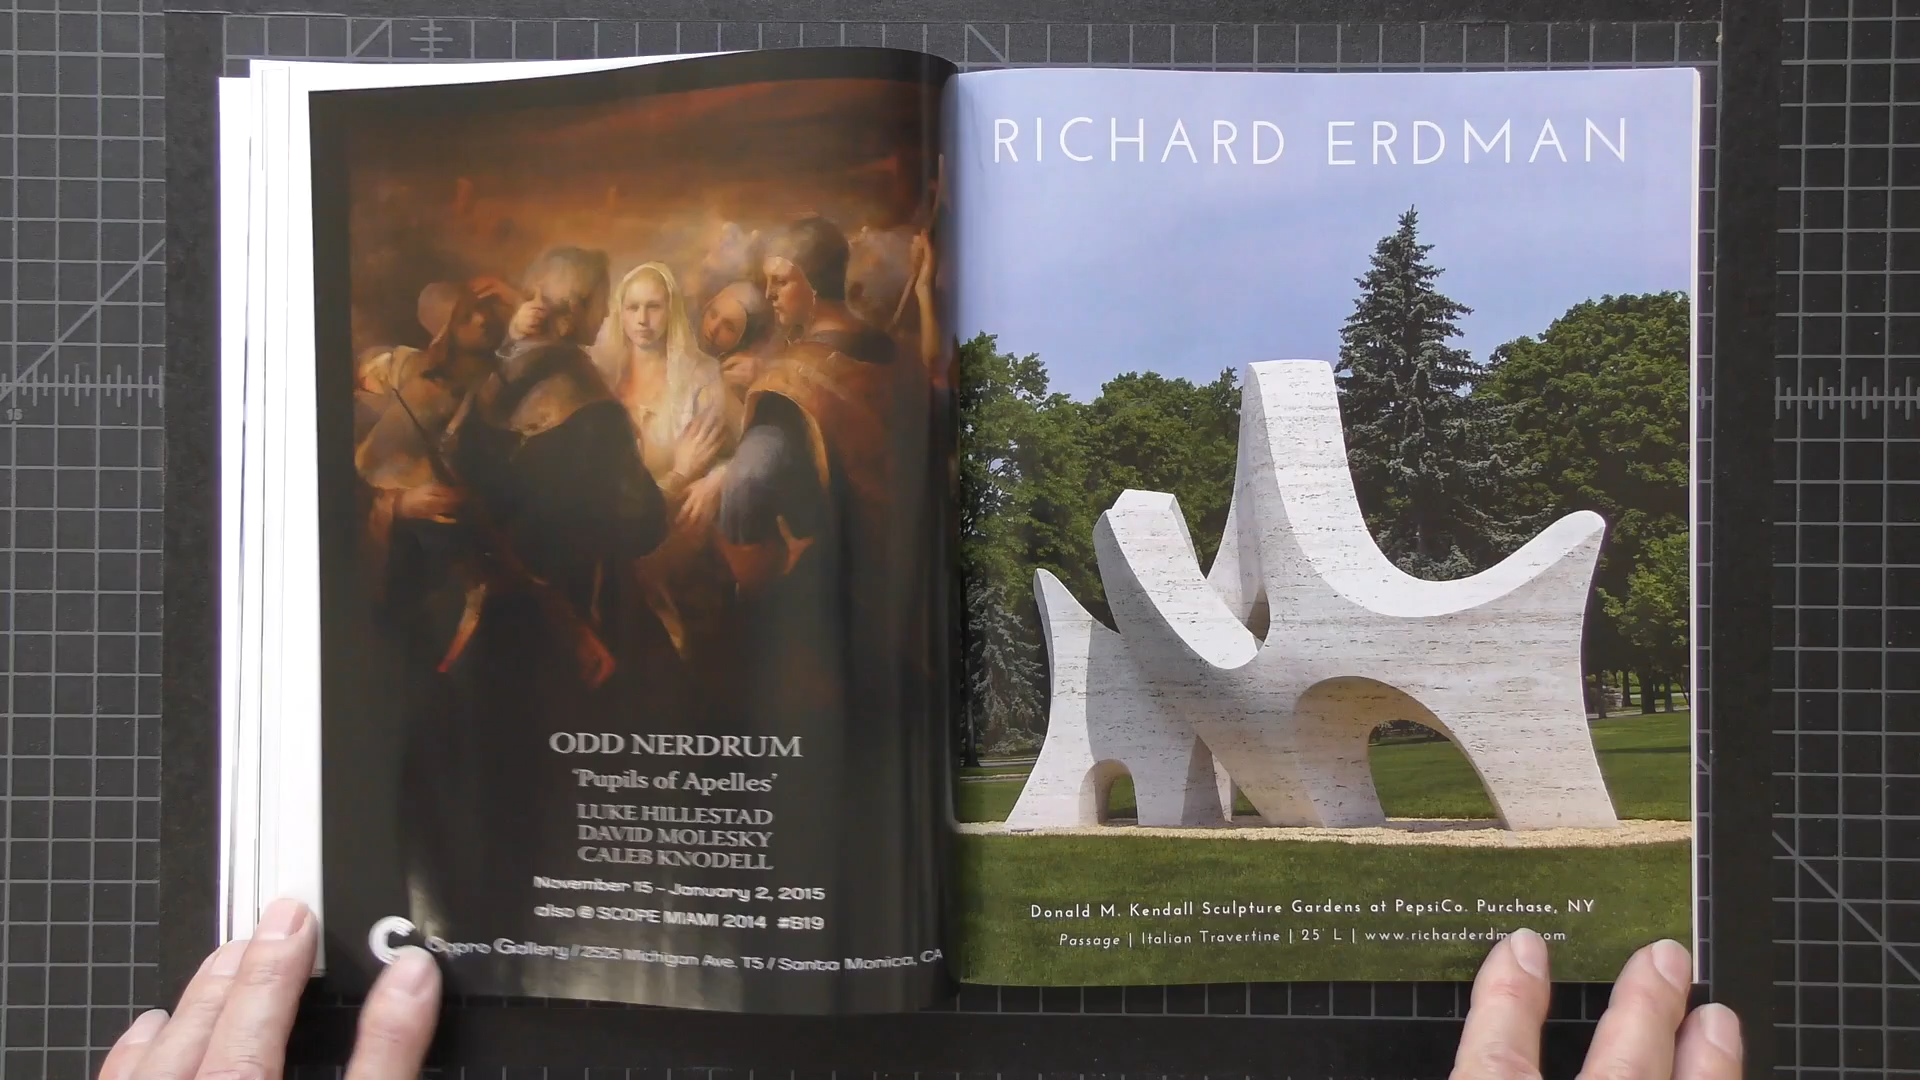 ODD NERDRUM
'Pupils of Apelles'
LUKE HILLESTAD
DAVID MOLESKY
CALEB KNODELL
November 15 - January 2, 2015
also @ SCOPE MIAMI 2014 #B19
Copro Gallery / 2525 Michigan Ave. T5 / Santa Monica, CA
RICHARD ERDMAN
Donald M. Kendall Sculpture Gardens at PepsiCo. Purchase, NY
Passage | Italian Travertine | 25' L |
15